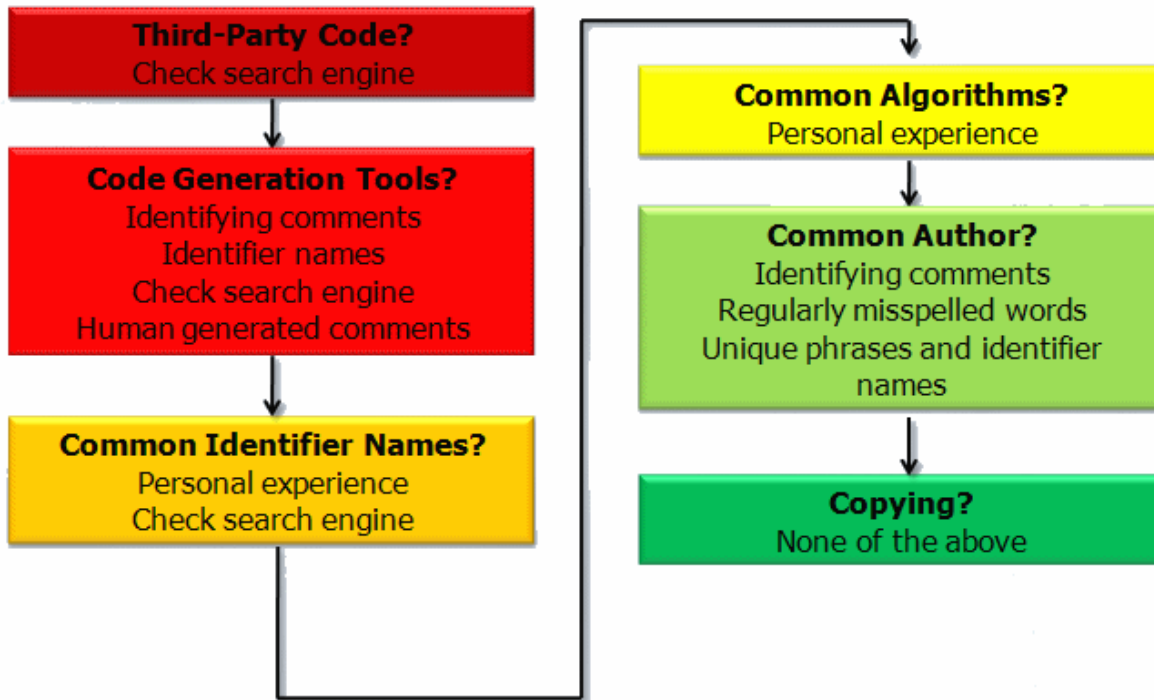 Third-Party Code?
Check search engine
Code Generation Tools?
Identifying comments
Identifier names
Check search engine
Human generated comments
Common Identifier Names?
Personal experience
Check search engine
Common Algorithms?
Personal experience
Common Author?
Identifying comments
Regularly misspelled words
Unique phrases and identifier
names
Copying?
None of the above